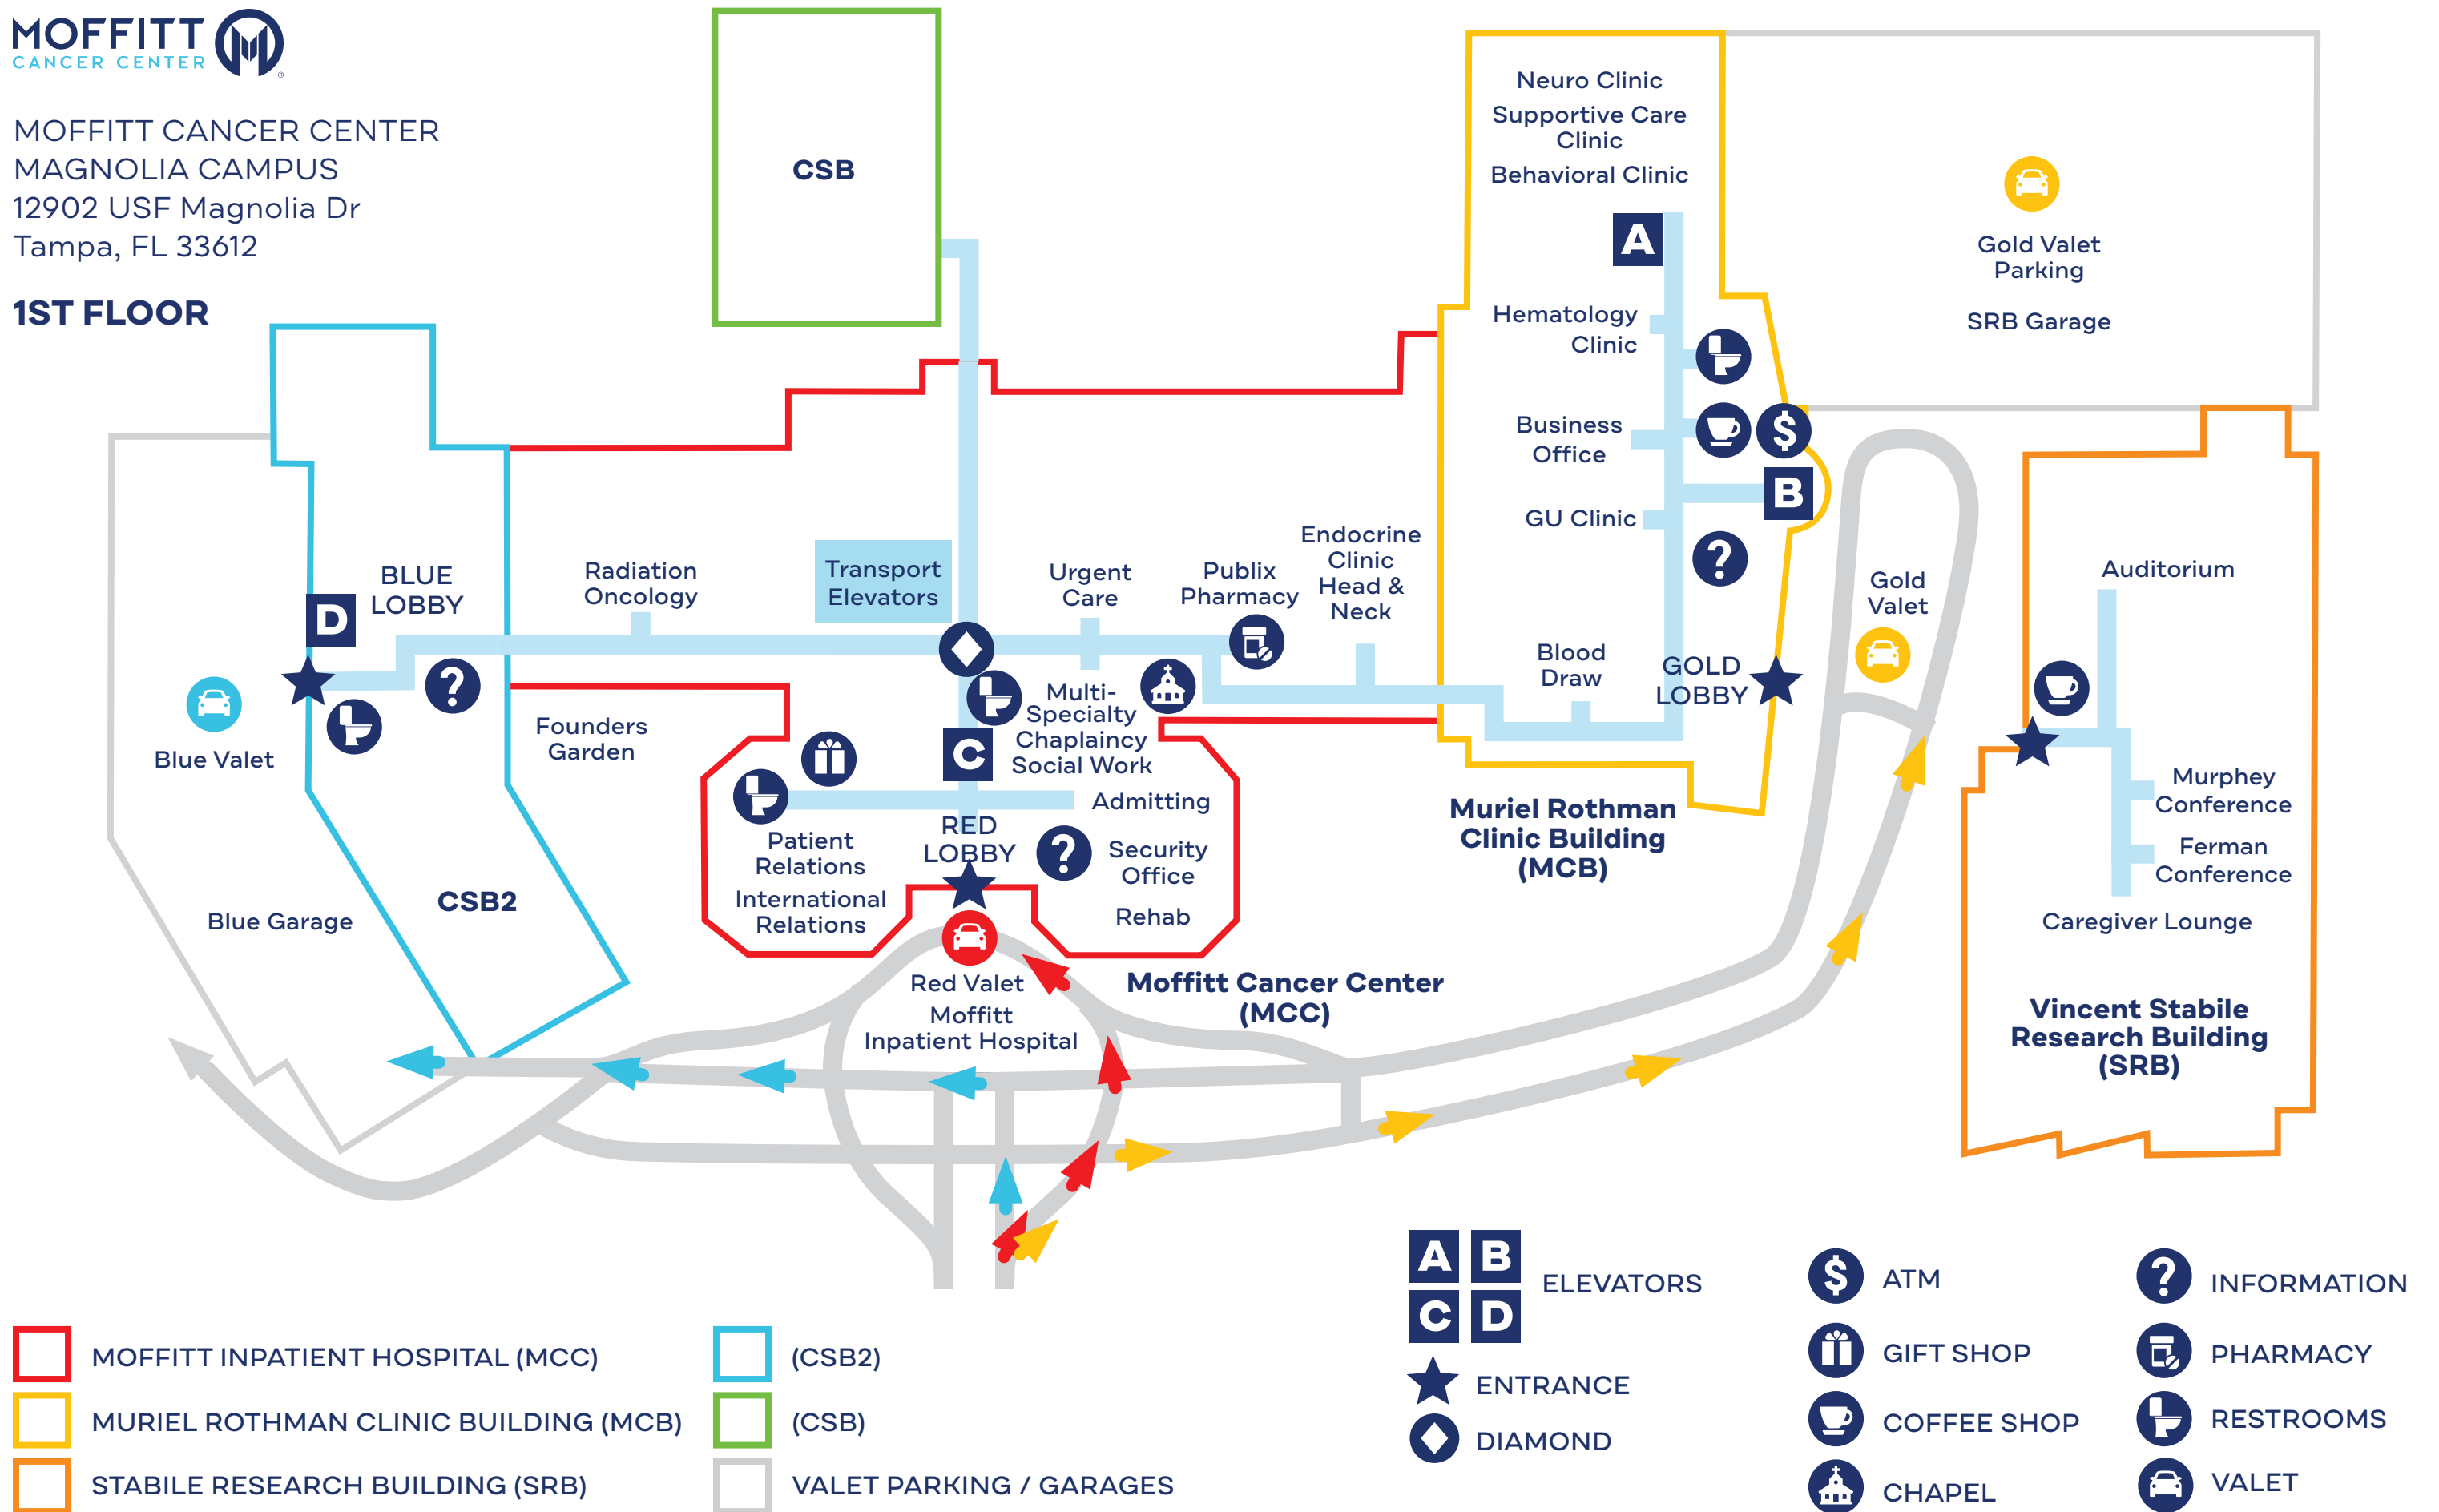 MOFFITT
CANCER CENTER
®
MOFFITT CANCER CENTER
MAGNOLIA CAMPUS
12902 USF Magnolia Dr
Tampa, FL 33612
1ST FLOOR
CSB
Neuro Clinic
Supportive Care
Clinic
Behavioral Clinic
A
Hematology
Clinic
Business
Office
$
B
GU Clinic
?
Gold Valet
Parking
SRB Garage
BLUE
LOBBY
D
?
Blue Valet
Blue Garage
CSB2
Radiation
Oncology
Founders
Garden
Transport
Elevators
Urgent
Care
Publix
Pharmacy
Endocrine
Clinic
Head &
Neck
Multi-
Specialty
Chaplaincy
Social Work
C
Admitting
RED
LOBBY
?
Patient
Relations
International
Relations
Security
Office
Rehab
Red Valet
Moffitt
Inpatient Hospital
Moffitt Cancer Center
(MCC)
Blood
Draw
GOLD
LOBBY
Gold
Valet
Muriel Rothman
Clinic Building
(MCB)
Auditorium
Murphey
Conference
Ferman
Conference
Caregiver Lounge
Vincent Stabile
Research Building
(SRB)
MOFFITT INPATIENT HOSPITAL (MCC)
MURIEL ROTHMAN CLINIC BUILDING (MCB)
STABILE RESEARCH BUILDING (SRB)
(CSB2)
(CSB)
VALET PARKING / GARAGES
A B
C D
ELEVATORS
ENTRANCE
DIAMOND
$ ATM
GIFT SHOP
COFFEE SHOP
CHAPEL
? INFORMATION
PHARMACY
RESTROOMS
VALET